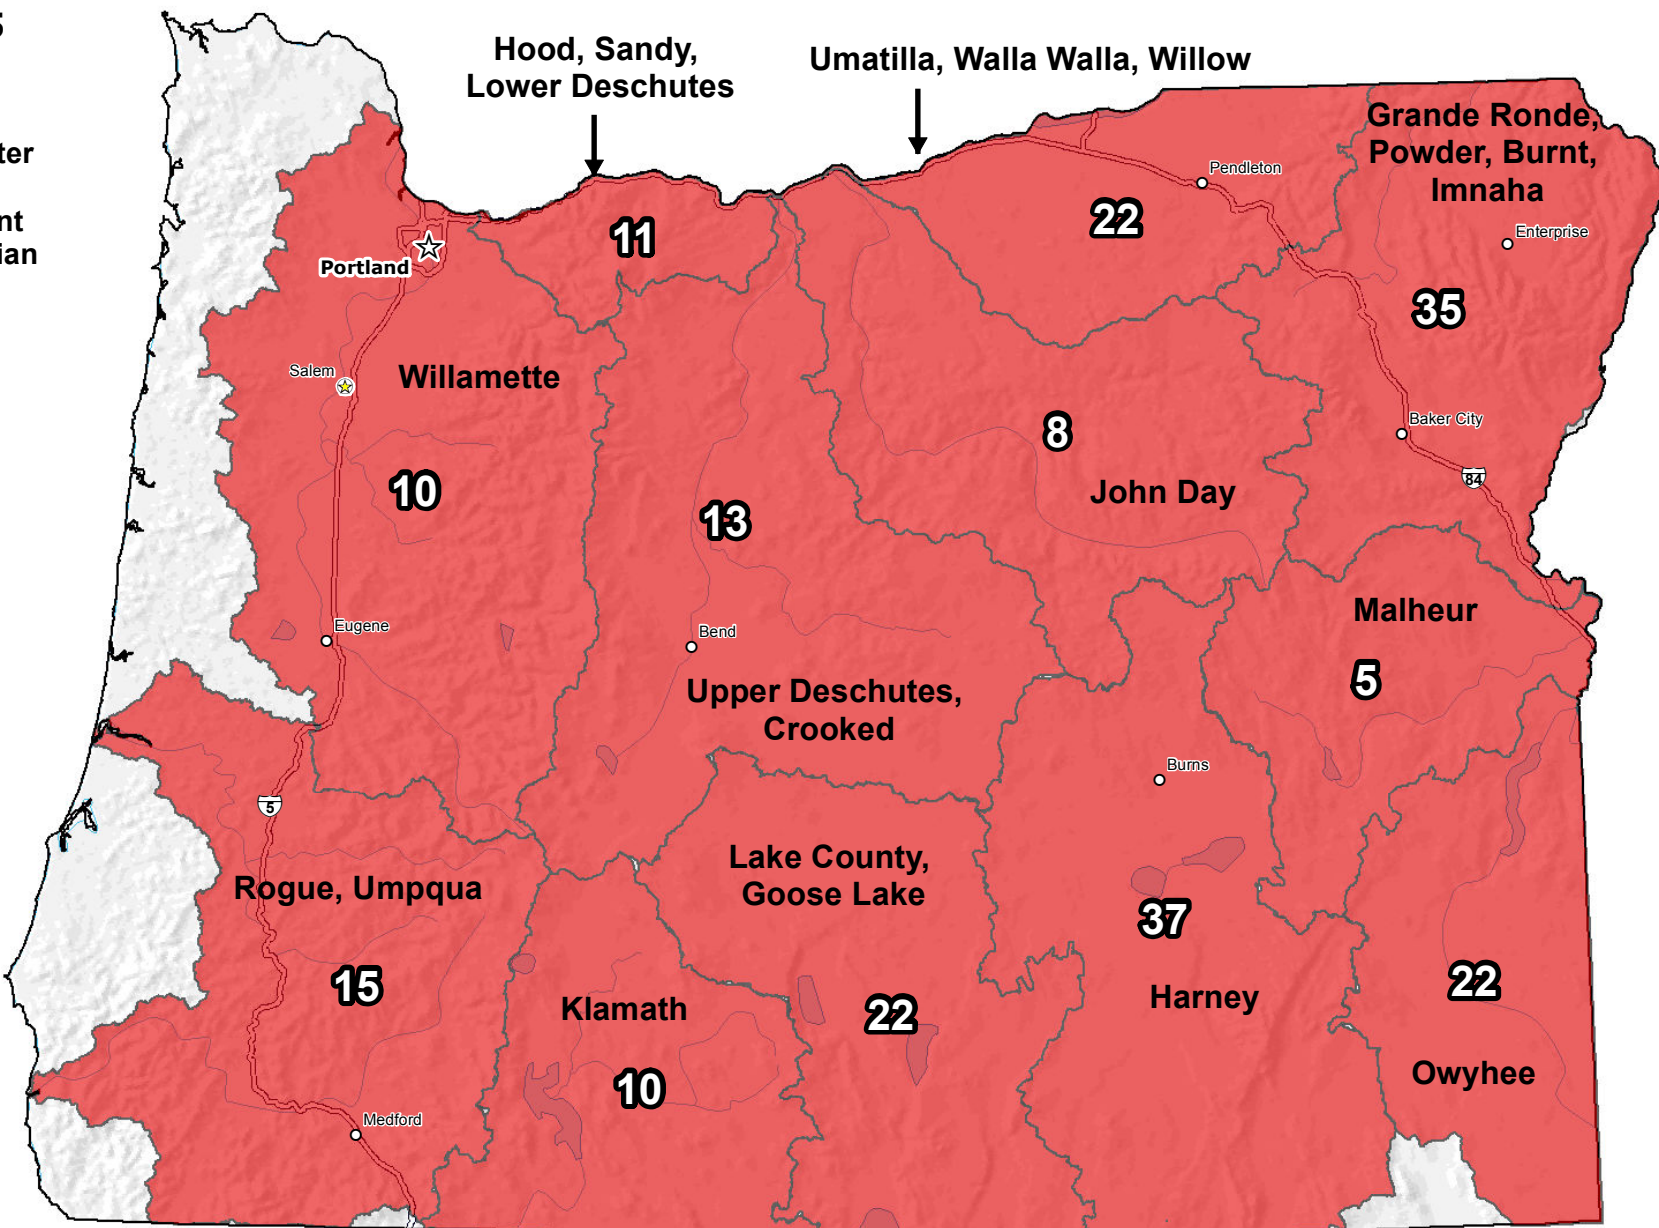 Hood, Sandy,
Lower Deschutes
Umatilla, Walla Walla, Willow
Grande Ronde,
Powder, Burnt,
Imnaha
Pendleton
Enterprise
11
22
35
Portland
Salem
Willamette
8
Baker City
84
10
13
John Day
Malheur
5
Eugene
Bend
Upper Deschutes,
Crooked
Burns
5
Lake County,
Goose Lake
Rogue, Umpqua
37
15
Klamath
22
Harney
22
10
Owyhee
Medford